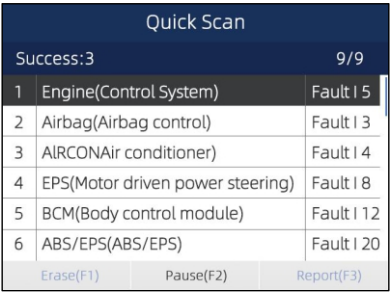 Quick Scan
Success:3 9/9
1 Engine(Control System) Fault I 5
2 Airbag(Airbag control) Fault I 3
3 AIRCONAir conditioner) Fault I 4
4 EPS(Motor driven power steering) Fault I 8
5 BCM(Body control module) Fault I 12
6 ABS/EPS(ABS/EPS) Fault I 20
Erase(F1) Pause(F2) Report(F3)